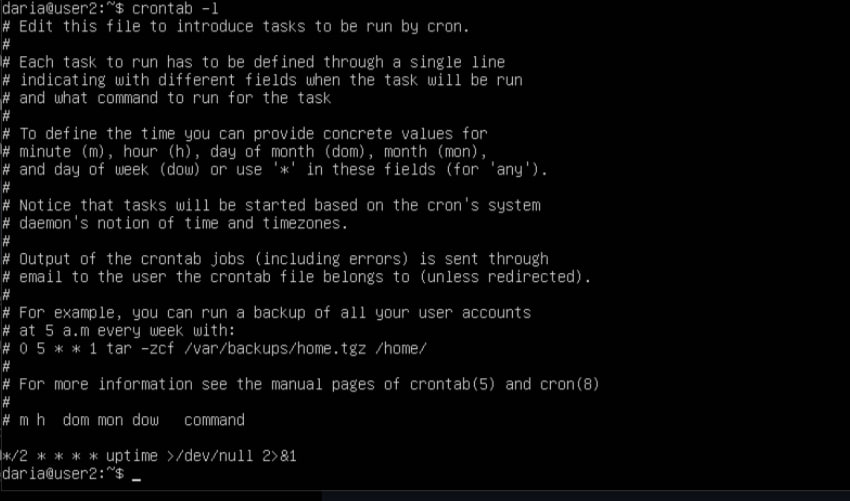 daria@user2:~$ crontab -l
# Edit this file to introduce tasks to be run by cron.
#
# Each task to run has to be defined through a single line
# indicating with different fields when the task will be run
# and what command to run for the task
#
# To define the time you can provide concrete values for
# minute (m), hour (h), day of month (dom), month (mon),
# and day of week (dow) or use '*' in these fields (for 'any').
#
# Notice that tasks will be started based on the cron's system
# daemon's notion of time and timezones.
#
# Output of the crontab jobs (including errors) is sent through
# email to the user the crontab file belongs to (unless redirected).
#
# For example, you can run a backup of all your user accounts
# at 5 a.m every week with:
# 0 5 * * 1 tar -zcf /var/backups/home.tgz /home/
#
# For more information see the manual pages of crontab(5) and cron(8)
#
# m h  dom mon dow   command

*/2 * * * * uptime >/dev/null 2>&1
daria@user2:~$ _